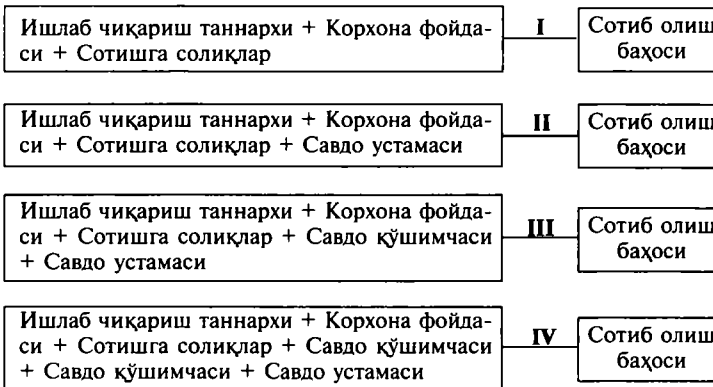 Ишлаб чиқариш таннархи + Корхона фойда-
си + Сотишга солиқлар
I
Сотиб олиш
баҳоси
Ишлаб чиқариш таннархи + Корхона фойда-
си + Сотишга солиқлар + Савдо устамаси
II
Сотиб олиш
баҳоси
Ишлаб чиқариш таннархи + Корхона фойда-
си + Сотишга солиқлар + Савдо қўшимчаси
+ Савдо устамаси
III
Сотиб олиш
баҳоси
Ишлаб чиқариш таннархи + Корхона фойда-
си + Сотишга солиқлар + Савдо қўшимчаси
+ Савдо қўшимчаси + Савдо устамаси
IV
Сотиб олиш
баҳоси